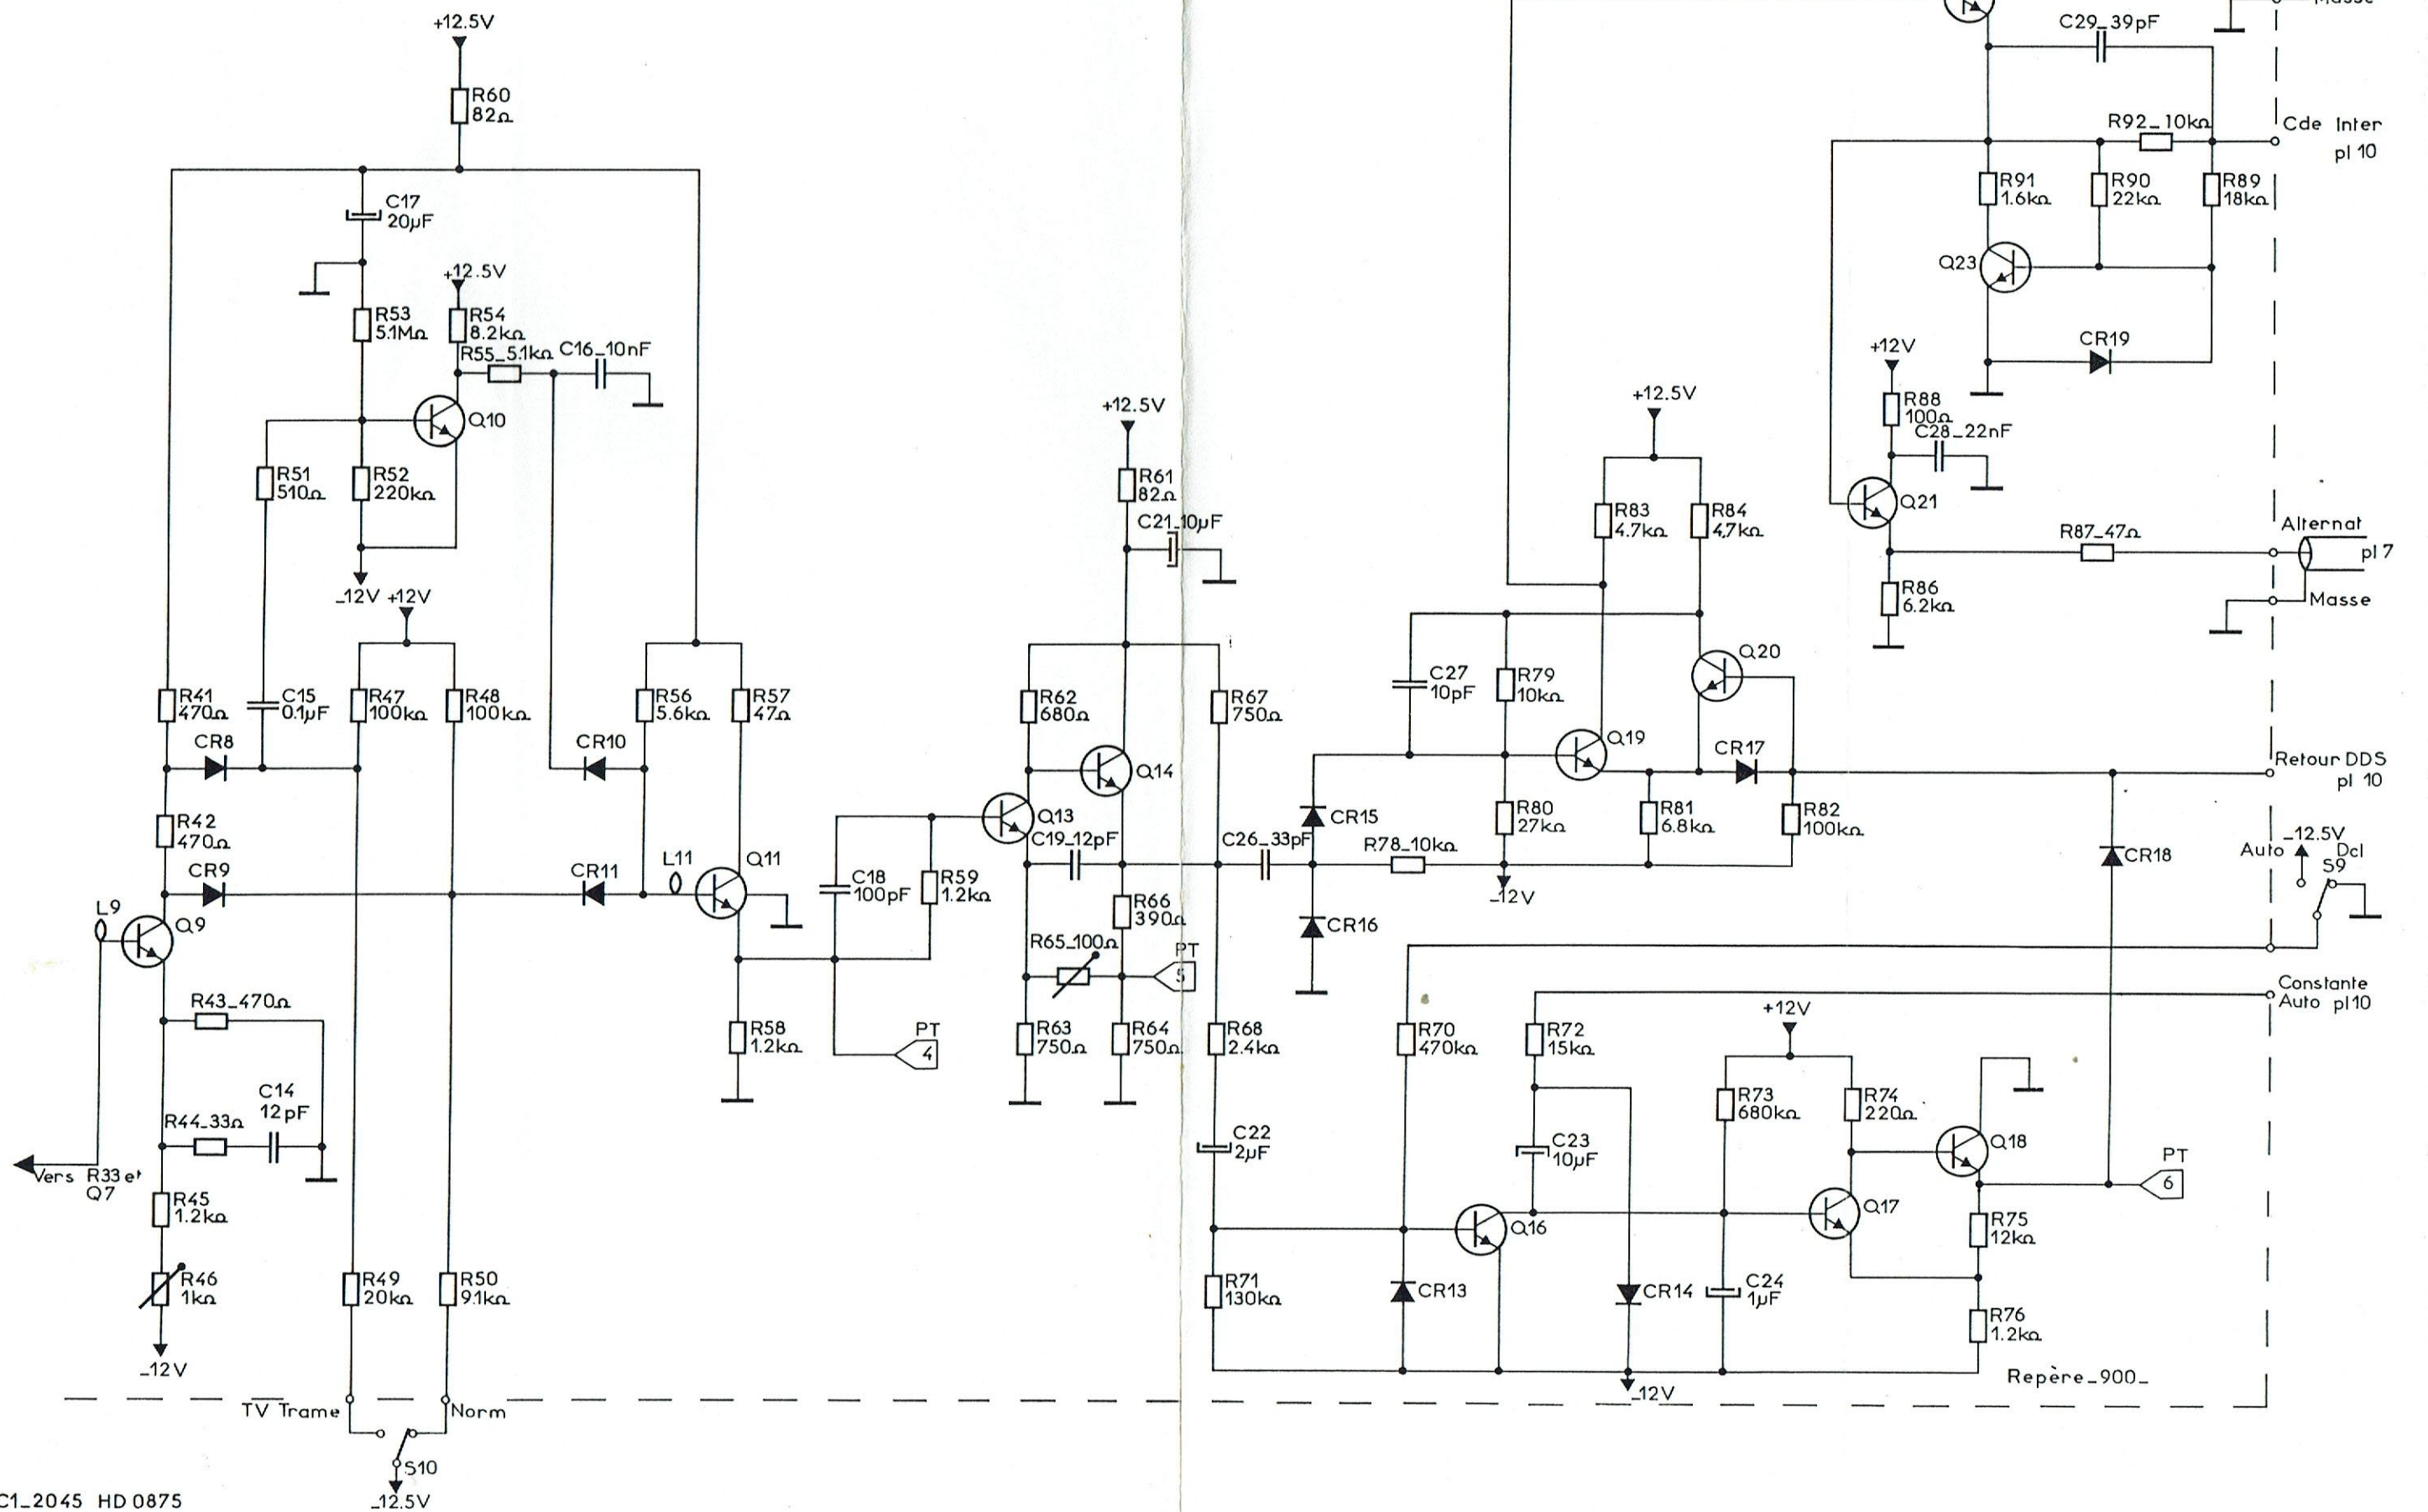 +12.5V
R60
82Ω
C17
20µF
+12.5V
R53
5.1MΩ
R54
8.2kΩ
R55_5.1kΩ
C16_10nF
Q10
R51
510Ω
R52
220kΩ
_12V
+12V
R41
470Ω
C15
0.1µF
R47
100kΩ
R48
100kΩ
R56
5.6kΩ
R57
47Ω
CR8
CR10
R42
470Ω
CR9
CR11
L11
Q11
L9
Q9
R43_470Ω
C14
12pF
R44_33Ω
Vers R33 et
Q7
R45
1.2kΩ
R46
1kΩ
_12V
R49
20kΩ
R50
9.1kΩ
TV Trame
Norm
S10
_12.5V
C1_2045 HD 0875
R58
1.2kΩ
PT
4
C18
100pF
R59
1.2kΩ
+12.5V
R61
82Ω
C21_10µF
R62
680Ω
R67
750Ω
Q14
Q13
C19_12pF
R66
390Ω
R65_100Ω
PT
5
R63
750Ω
R64
750Ω
R68
2.4kΩ
C22
2µF
R71
130kΩ
C26_33pF
CR15
CR16
R78_10kΩ
C27
10pF
R79
10kΩ
R80
27kΩ
_12V
+12.5V
R83
4.7kΩ
R84
4,7kΩ
Q20
Q19
CR17
R81
6.8kΩ
R82
100kΩ
Masse
C29_39pF
R92_10kΩ
Cde Inter
pl 10
R91
1.6kΩ
R90
22kΩ
R89
18kΩ
Q23
CR19
+12V
R88
100Ω
C28_22nF
Q21
R87_47Ω
Alternat
pl 7
R86
6.2kΩ
Masse
Retour DDS
pl 10
CR18
_12.5V
Auto
Dcl
S9
Constante
Auto pl10
R70
470kΩ
R72
15kΩ
+12V
R73
680kΩ
R74
220Ω
C23
10µF
Q18
PT
6
Q16
Q17
R75
12kΩ
CR13
CR14
C24
1µF
R76
1.2kΩ
_12V
Repère_900_